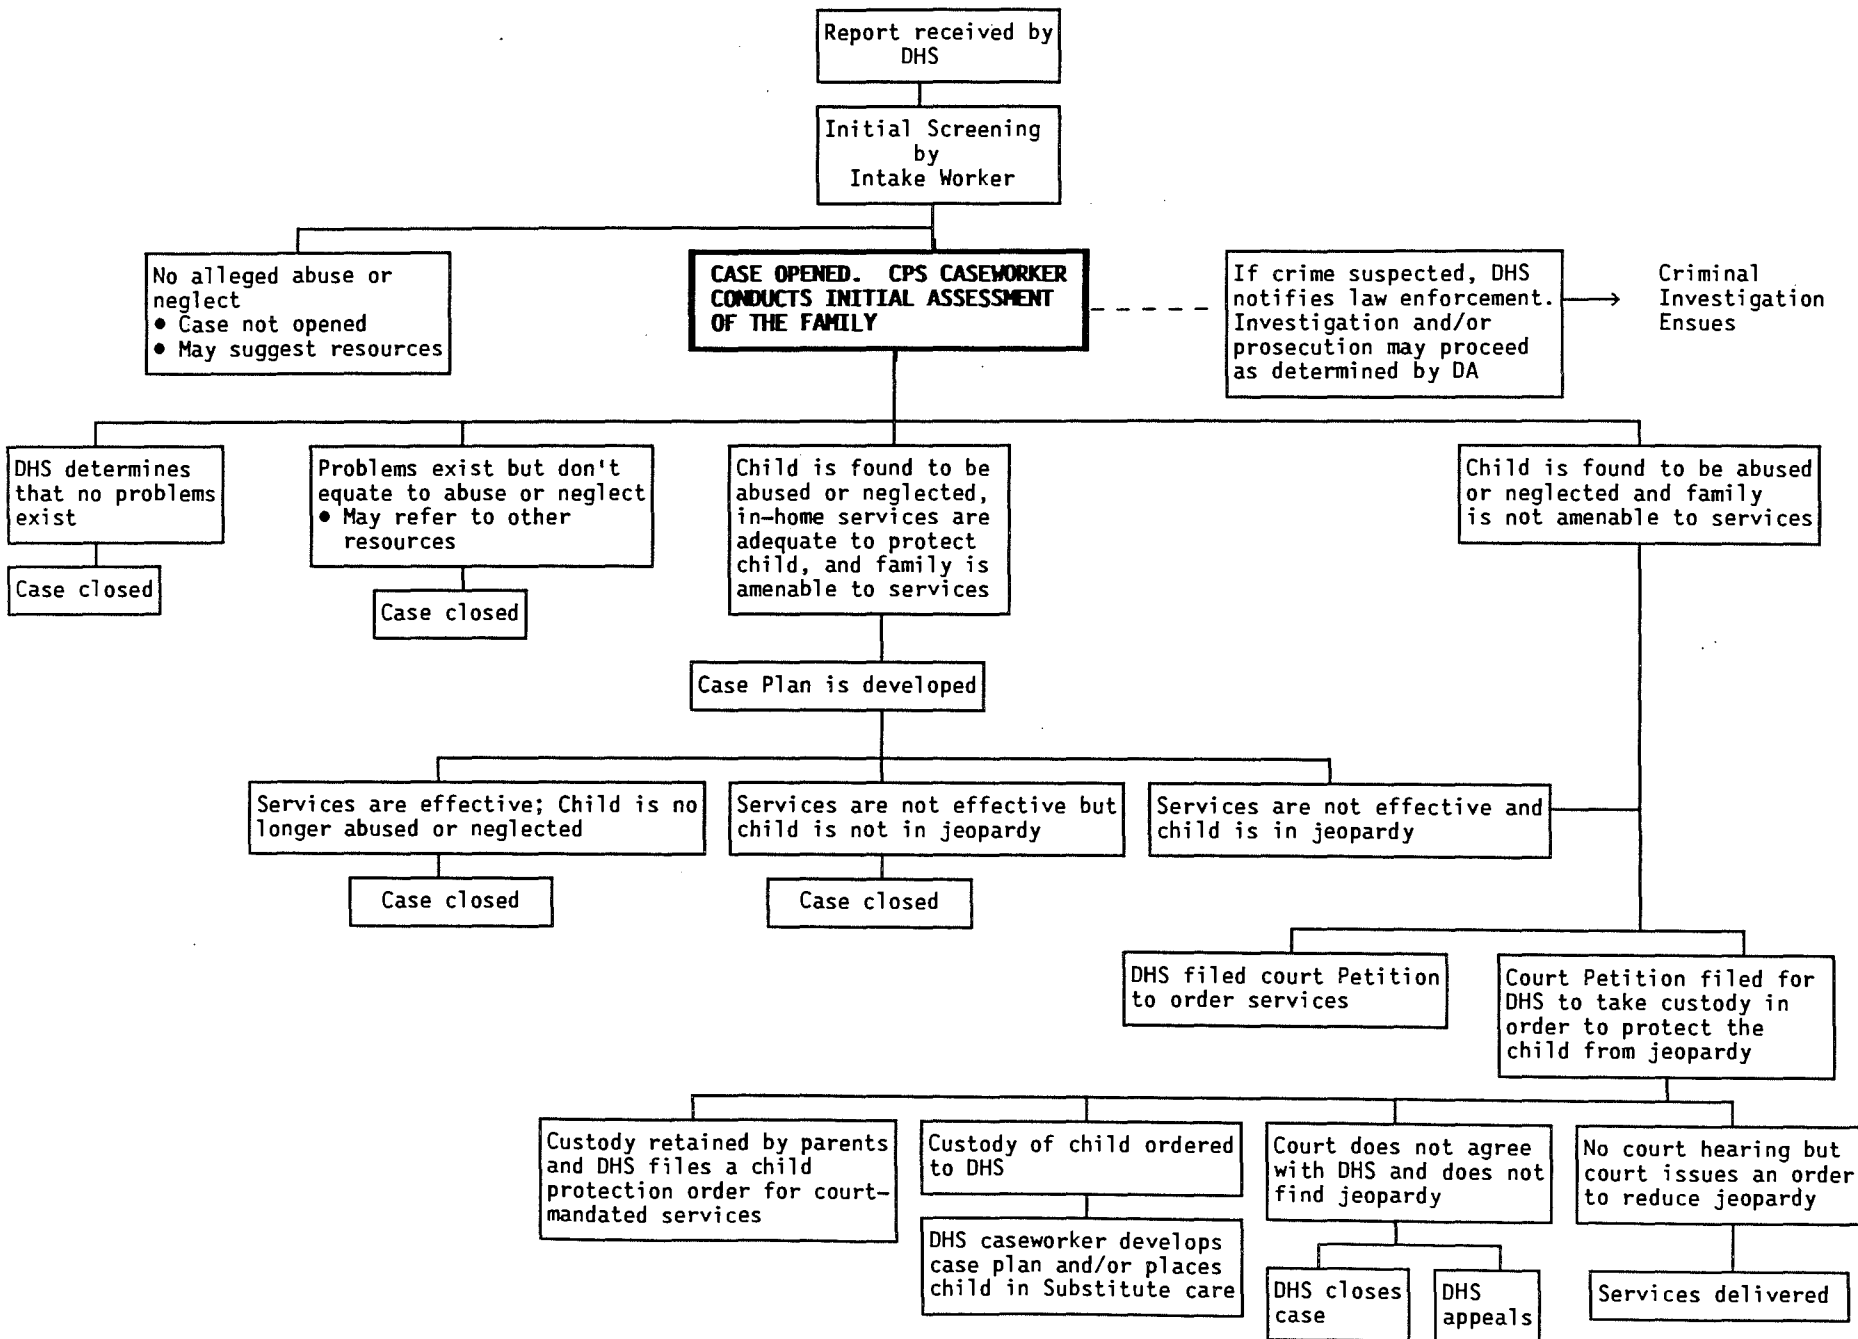 Report received by
DHS
Initial Screening
by
Intake Worker
No alleged abuse or
neglect
• Case not opened
• May suggest resources
CASE OPENED. CPS CASEWORKER
CONDUCTS INITIAL ASSESSMENT
OF THE FAMILY
If crime suspected, DHS
notifies law enforcement.
Investigation and/or
prosecution may proceed
as determined by DA
Criminal
Investigation
Ensues
DHS determines
that no problems
exist
Case closed
Problems exist but don't
equate to abuse or neglect
• May refer to other
resources
Case closed
Child is found to be
abused or neglected,
in-home services are
adequate to protect
child, and family is
amenable to services
Child is found to be abused
or neglected and family
is not amenable to services
Case Plan is developed
Services are effective; Child is no
longer abused or neglected
Case closed
Services are not effective but
child is not in jeopardy
Case closed
Services are not effective and
child is in jeopardy
DHS filed court Petition
to order services
Court Petition filed for
DHS to take custody in
order to protect the
child from jeopardy
Custody retained by parents
and DHS files a child
protection order for court-
mandated services
Custody of child ordered
to DHS
DHS caseworker develops
case plan and/or places
child in Substitute care
Court does not agree
with DHS and does not
find jeopardy
DHS closes
case
DHS
appeals
No court hearing but
court issues an order
to reduce jeopardy
Services delivered